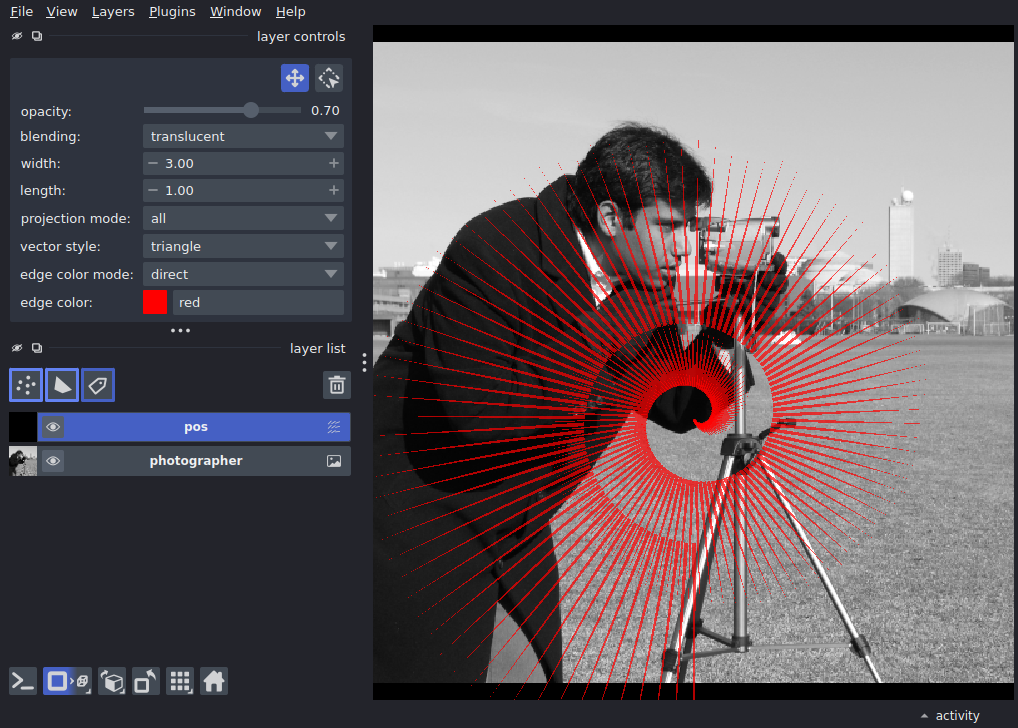 File View Layers Plugins Window Help
layer controls
opacity: 0.70
blending: translucent
width: 3.00
length: 1.00
projection mode: all
vector style: triangle
edge color mode: direct
edge color: red
layer list
pos
photographer
activity